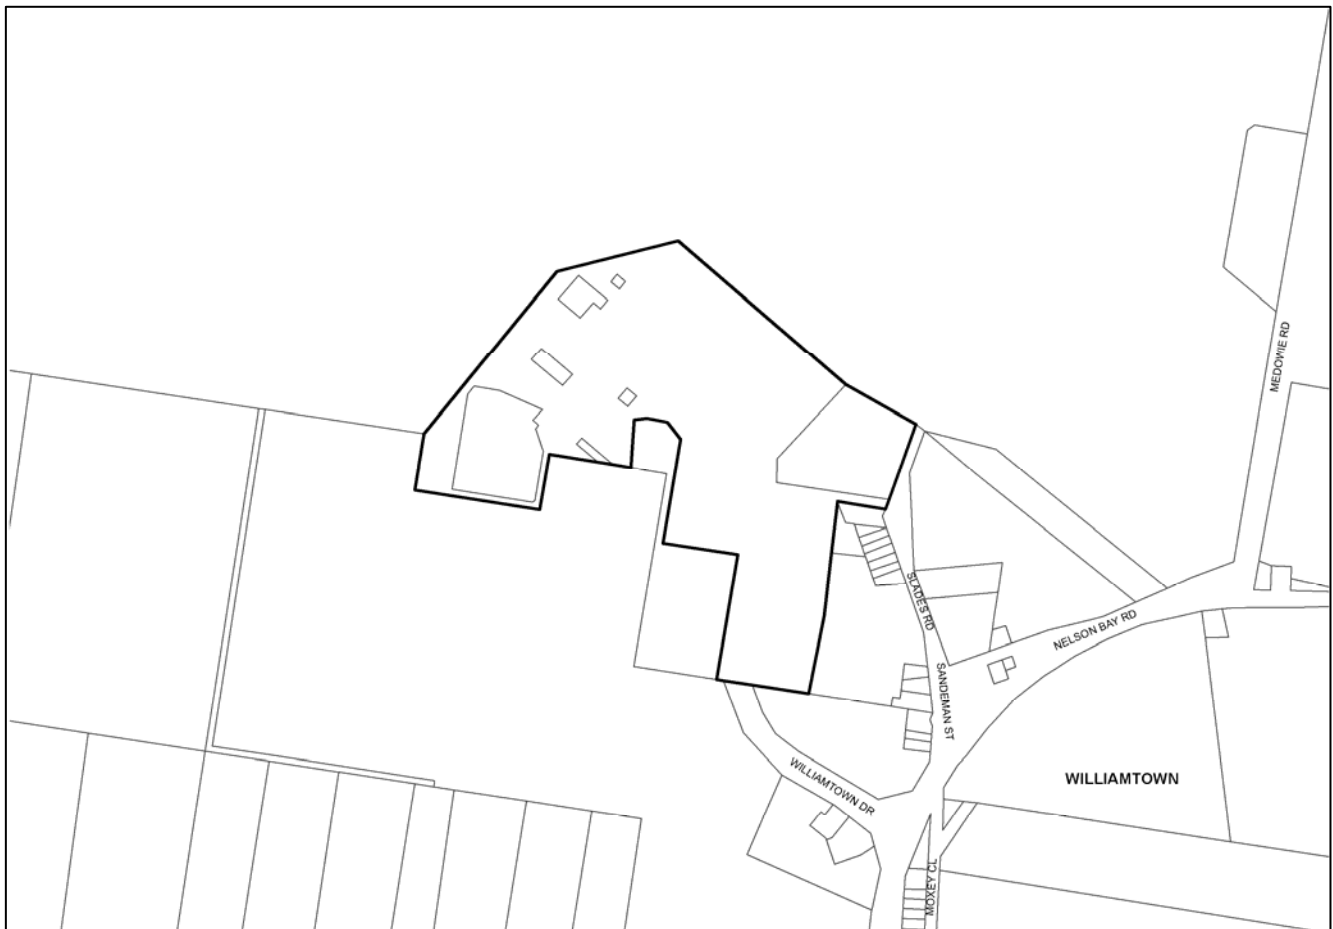 MEDOWIE RD
SLADES RD
NELSON BAY RD
SANDEMAN ST
WILLIAMTOWN DR
WILLIAMTOWN
MOXEY CL